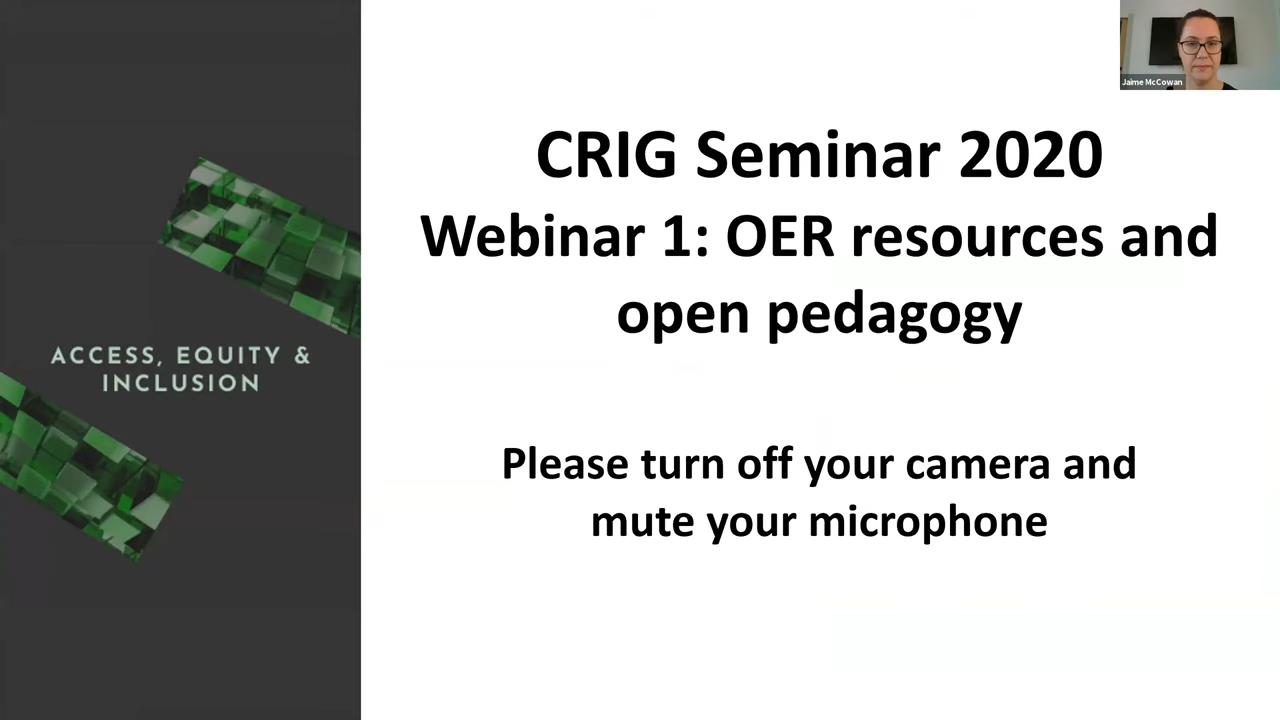 Jaime McCowan
CRIG Seminar 2020
Webinar 1: OER resources and
open pedagogy
ACCESS, EQUITY &
INCLUSION
Please turn off your camera and
mute your microphone